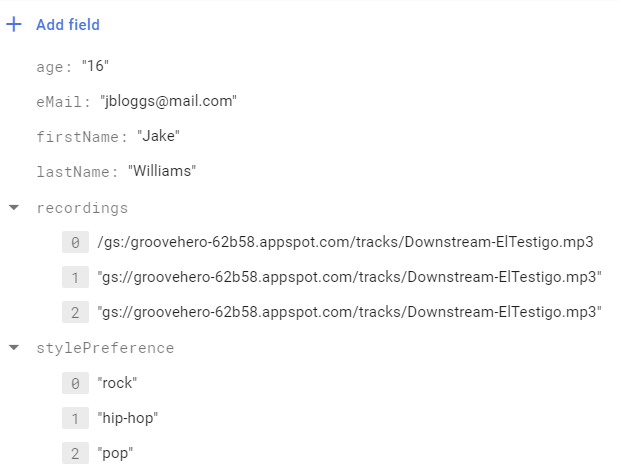 Add field
age: "16"
eMail: "jbloggs@mail.com"
firstName: "Jake"
lastName: "Williams"
recordings
0 /gs:/groovehero-62b58.appspot.com/tracks/Downstream-ElTestigo.mp3
1 "gs://groovehero-62b58.appspot.com/tracks/Downstream-ElTestigo.mp3"
2 "gs://groovehero-62b58.appspot.com/tracks/Downstream-ElTestigo.mp3"
stylePreference
0 "rock"
1 "hip-hop"
2 "pop"